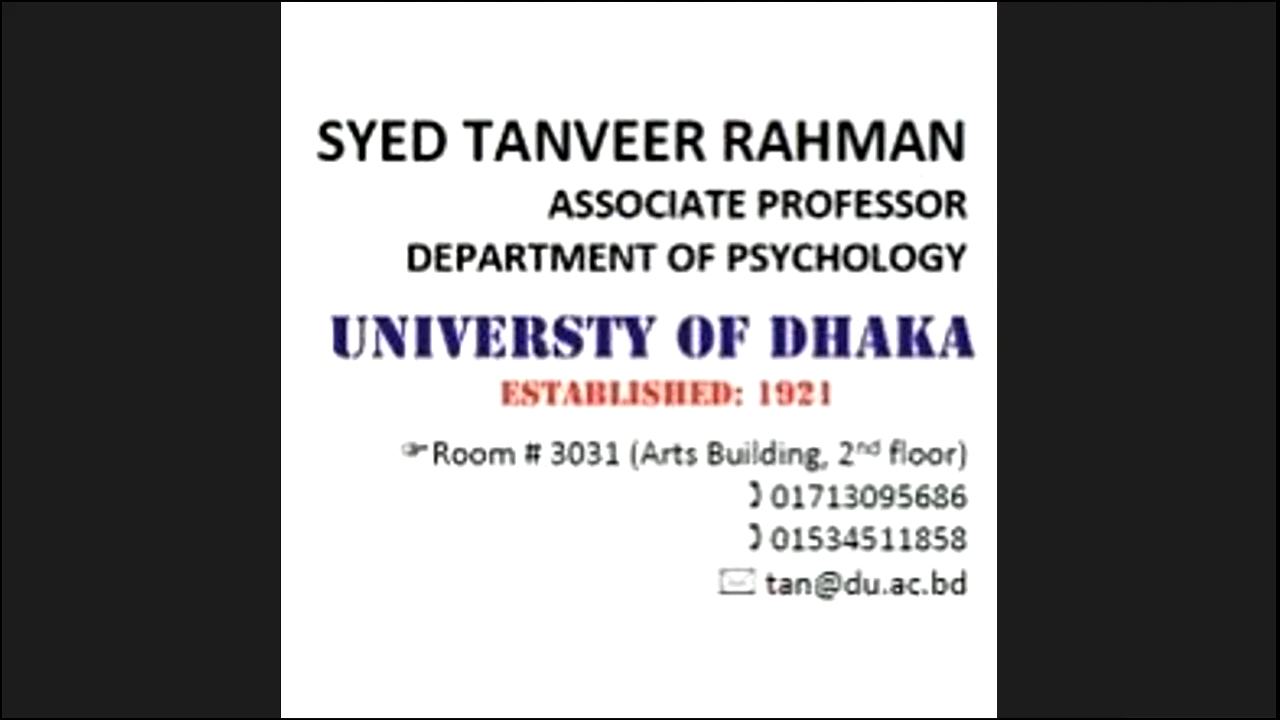 SYED TANVEER RAHMAN
ASSOCIATE PROFESSOR
DEPARTMENT OF PSYCHOLOGY
UNIVERSTY OF DHAKA
ESTABLISHED: 1921
Room # 3031 (Arts Building, 2nd floor)
01713095686
01534511858
tan@du.ac.bd